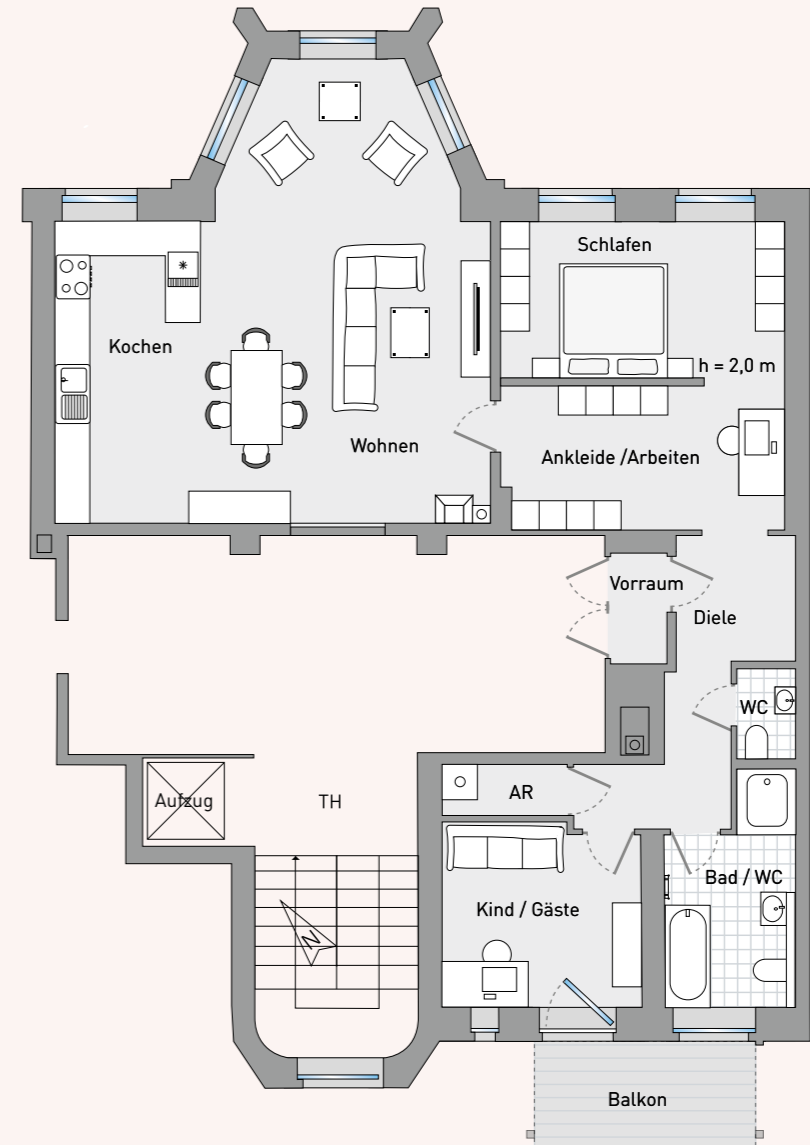 Schlafen
Kochen
h = 2,0 m
Wohnen
Ankleide /Arbeiten
Vorraum
Diele
WC
Aufzug
TH
AR
Bad / WC
Kind / Gäste
N
Balkon